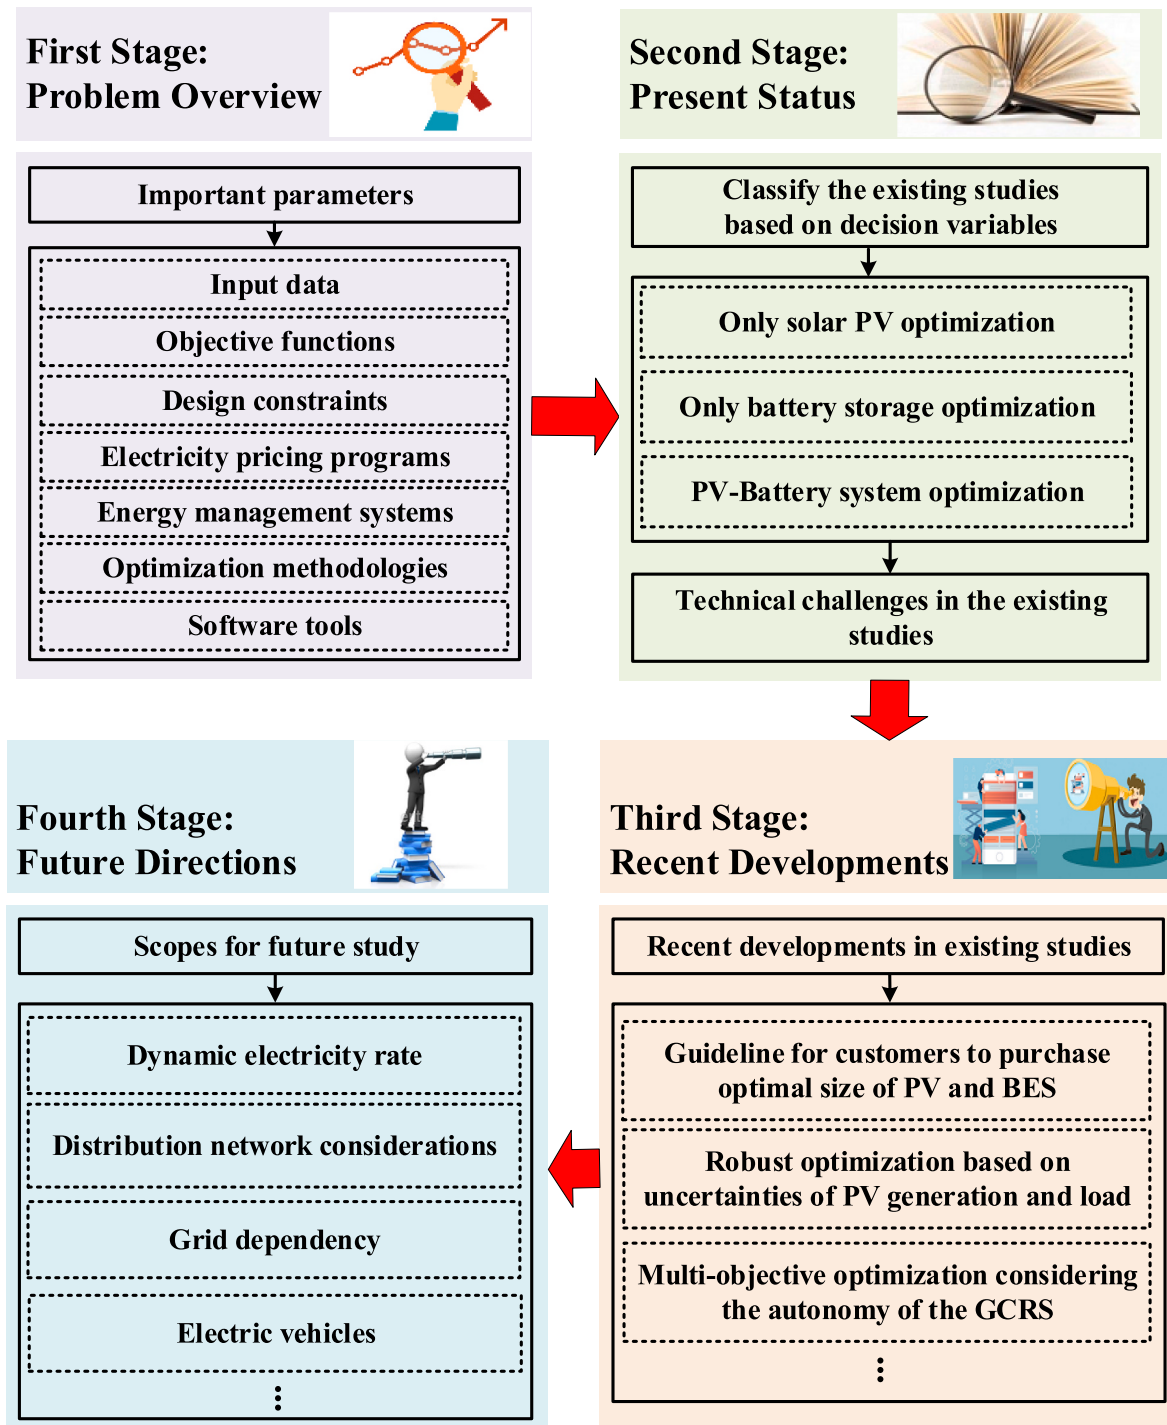 First Stage:
Problem Overview
Important parameters
Input data
Objective functions
Design constraints
Electricity pricing programs
Energy management systems
Optimization methodologies
Software tools
Second Stage:
Present Status
Classify the existing studies
based on decision variables
Only solar PV optimization
Only battery storage optimization
PV-Battery system optimization
Technical challenges in the existing
studies
Third Stage:
Recent Developments
Recent developments in existing studies
Guideline for customers to purchase
optimal size of PV and BES
Robust optimization based on
uncertainties of PV generation and load
Multi-objective optimization considering
the autonomy of the GCRS
Fourth Stage:
Future Directions
Scopes for future study
Dynamic electricity rate
Distribution network considerations
Grid dependency
Electric vehicles